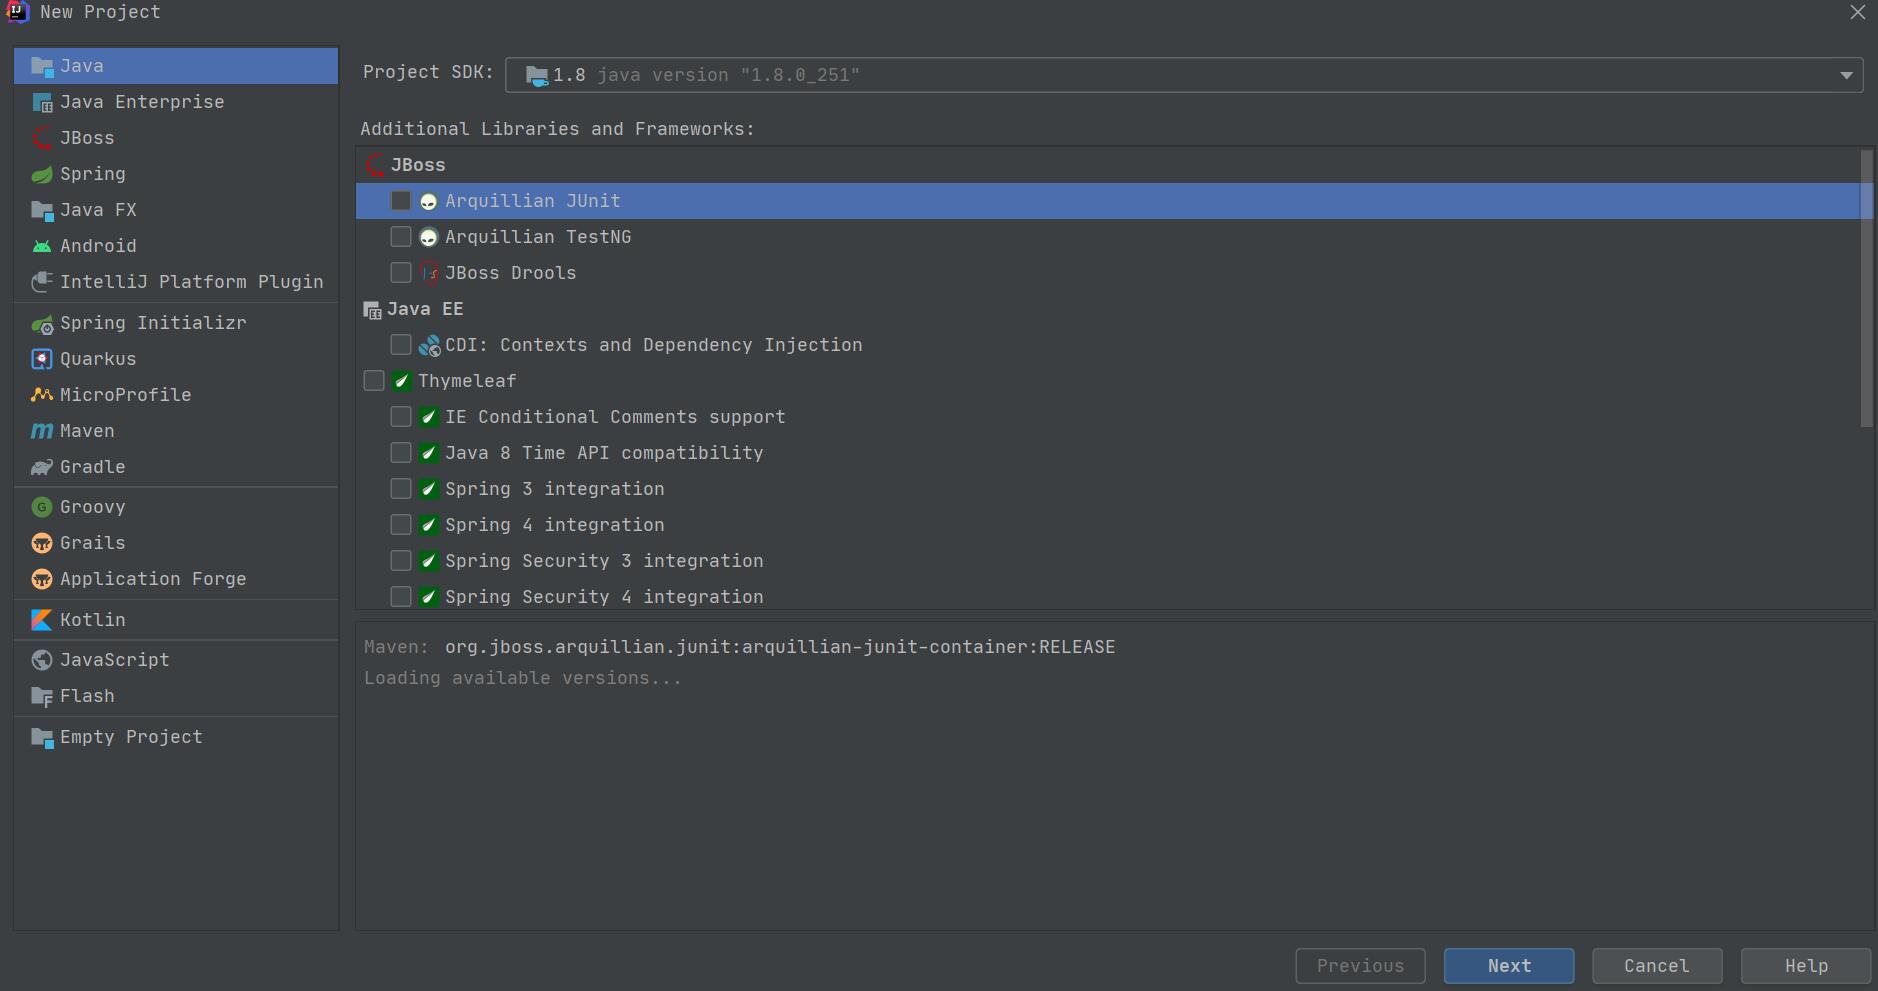 New Project
Java
Java Enterprise
JBoss
Spring
Java FX
Android
IntelliJ Platform Plugin
Spring Initializr
Quarkus
MicroProfile
Maven
Gradle
Groovy
Grails
Application Forge
Kotlin
JavaScript
Flash
Empty Project
Project SDK: 1.8 java version "1.8.0_251"
Additional Libraries and Frameworks:
JBoss
Arquillian JUnit
Arquillian TestNG
JBoss Drools
Java EE
CDI: Contexts and Dependency Injection
Thymeleaf
IE Conditional Comments support
Java 8 Time API compatibility
Spring 3 integration
Spring 4 integration
Spring Security 3 integration
Spring Security 4 integration
Maven: org.jboss.arquillian.junit:arquillian-junit-container:RELEASE
Loading available versions...
Previous Next Cancel Help